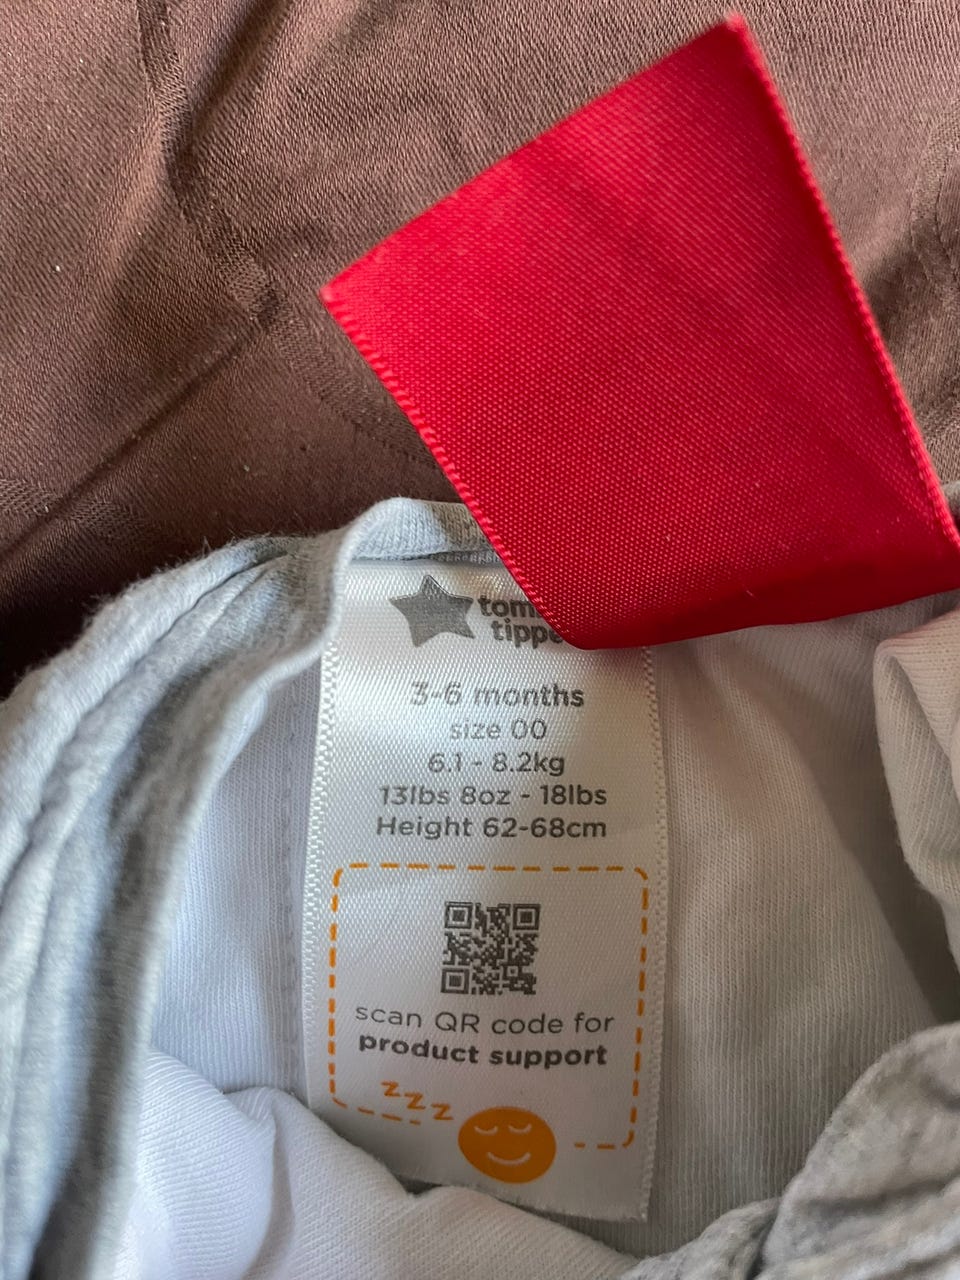 3-6 months
size 00
6.1 - 8.2kg
13lbs 8oz - 18lbs
Height 62-68cm
scan QR code for
product support
z z z